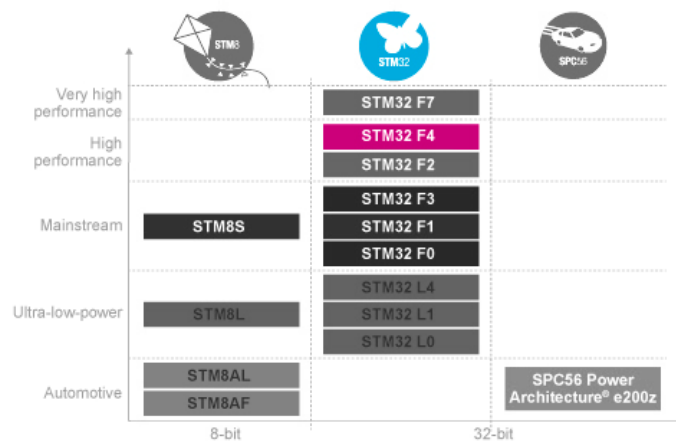 STM8
STM32
SPC56
Very high
performance
STM32 F7
High
performance
STM32 F4
STM32 F2
Mainstream
STM8S
STM32 F3
STM32 F1
STM32 F0
Ultra-low-power
STM8L
STM32 L4
STM32 L1
STM32 L0
Automotive
STM8AL
STM8AF
SPC56 Power
Architecture® e200z
8-bit
32-bit